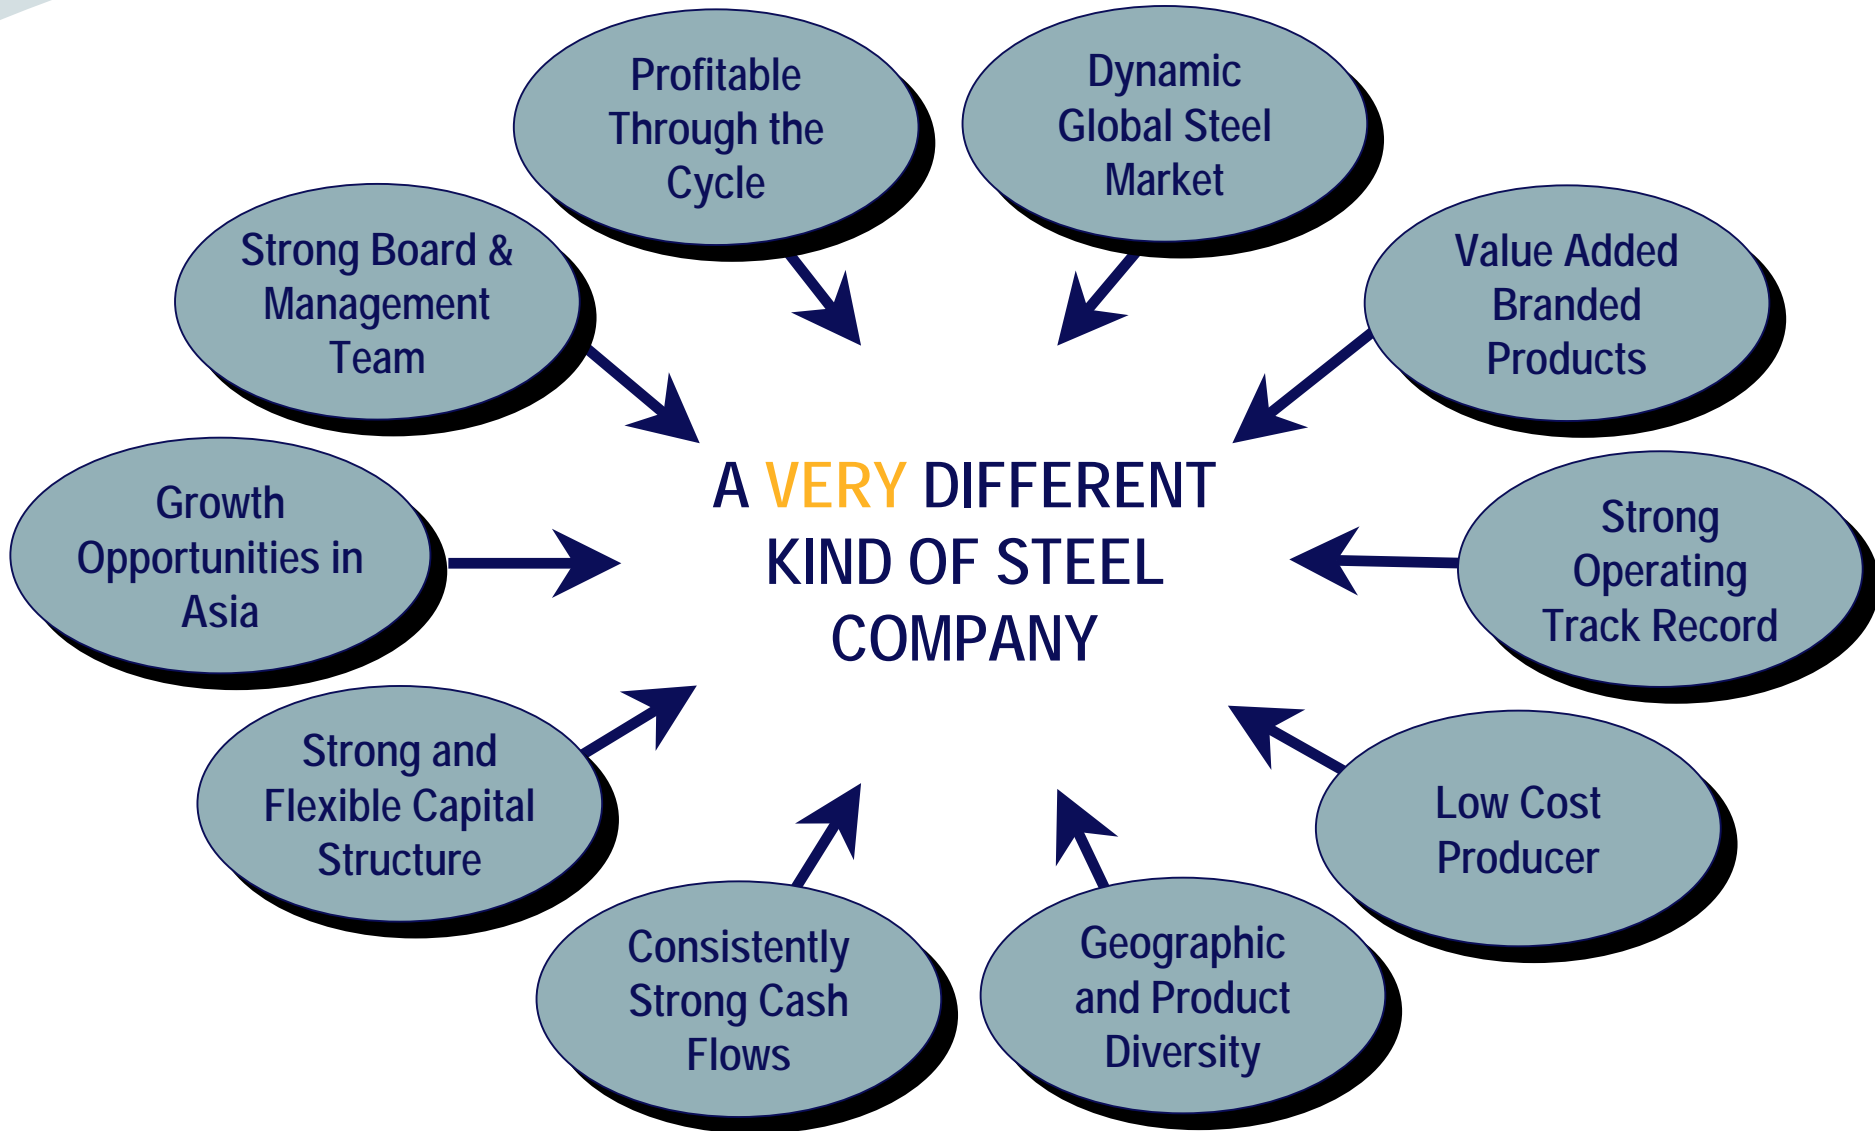 Profitable
Through the
Cycle
Dynamic
Global Steel
Market
Strong Board &
Management
Team
Value Added
Branded
Products
Growth
Opportunities in
Asia
A VERY DIFFERENT
KIND OF STEEL
COMPANY
Strong
Operating
Track Record
Strong and
Flexible Capital
Structure
Low Cost
Producer
Consistently
Strong Cash
Flows
Geographic
and Product
Diversity